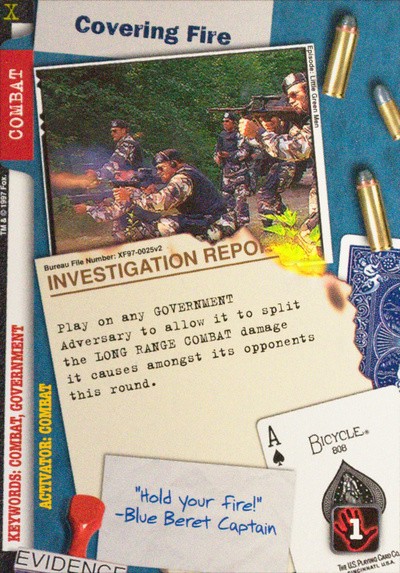 X
Covering Fire
COMBAT
Episode: Little Green Men
TM & © 1997 Fox.
Bureau File Number: XF97-0025v2
INVESTIGATION REPO
Play on any GOVERNMENT
Adversary to allow it to split
the LONG RANGE COMBAT damage
it causes amongst its opponents
this round.
KEYWORDS: COMBAT, GOVERNMENT
ACTIVATOR: COMBAT
A
BICYCLE®
808
"Hold your fire!"
-Blue Beret Captain
1
THE U.S. PLAYING CARD CO.
CINCINNATI, U.S.A.
EVIDENCE